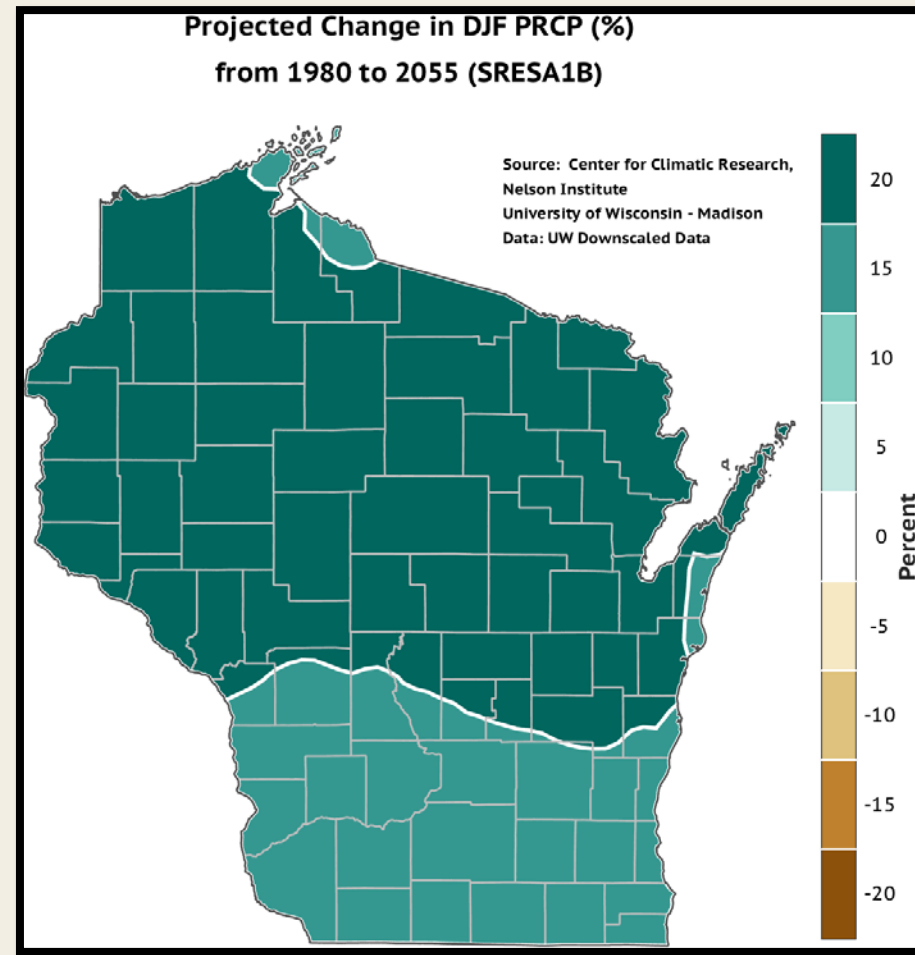 Projected Change in DJF PRCP (%)
from 1980 to 2055 (SRESA1B)
Source: Center for Climatic Research,
Nelson Institute
University of Wisconsin - Madison
Data: UW Downscaled Data
20
15
10
5
0
-5
-10
-15
-20
Percent